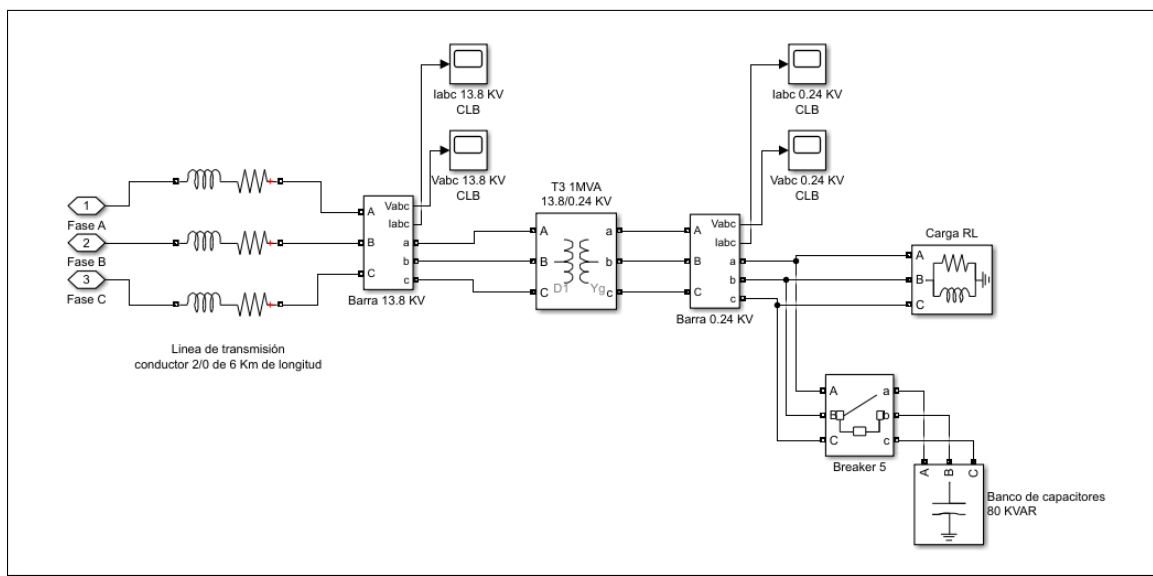 Iabc 13.8 KV
CLB
Iabc 0.24 KV
CLB
Vabc 13.8 KV
CLB
Vabc 0.24 KV
CLB
1
Fase A
2
Fase B
3
Fase C
Vabc
Iabc
A
a
B
b
C
c
Barra 13.8 KV
T3 1MVA
13.8/0.24 KV
A
a
B
b
C
c
D1
Yg
Vabc
Iabc
A
a
B
b
C
c
Barra 0.24 KV
Carga RL
A
B
C
Linea de transmisión
conductor 2/0 de 6 Km de longitud
A
a
B
b
C
c
Breaker 5
A
B
C
Banco de capacitores
80 KVAR